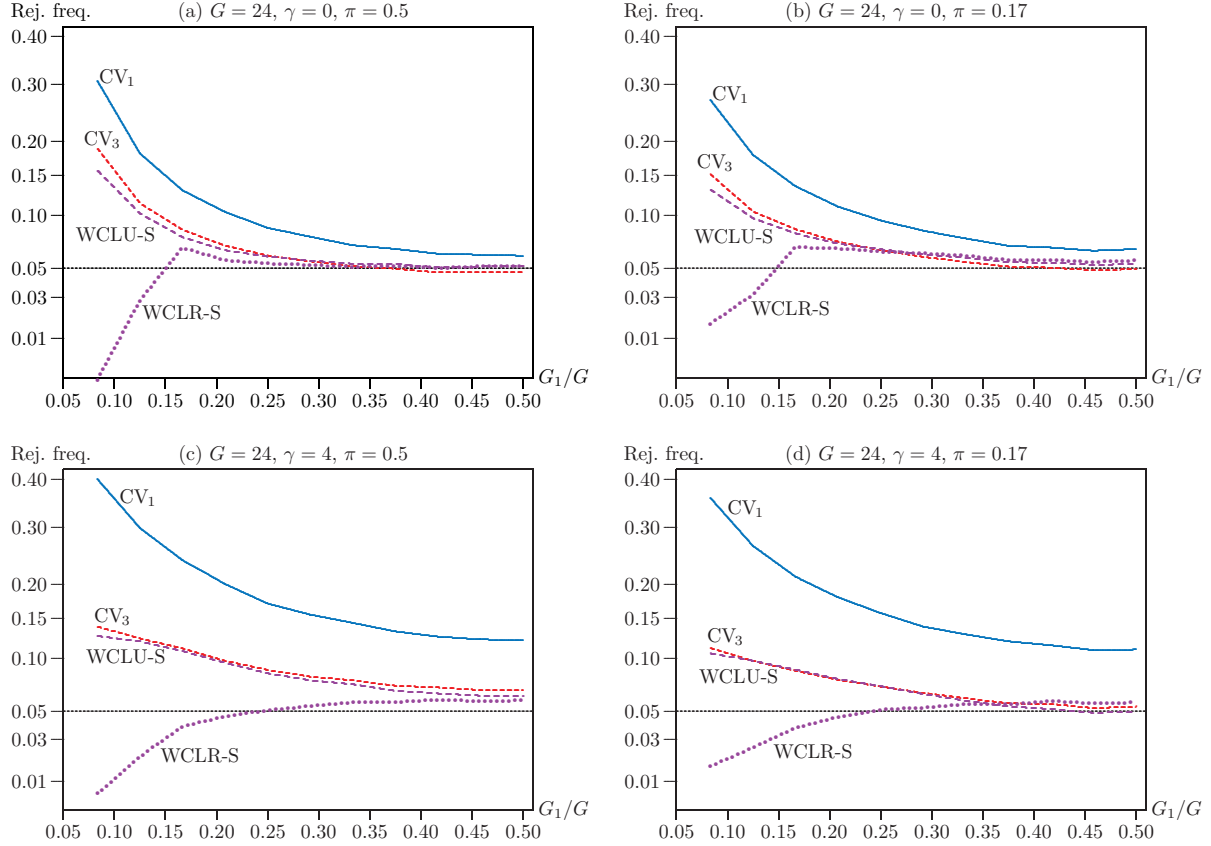 Rej. freq.
(a) G = 24, γ = 0, π = 0.5
0.40
0.30
0.20
0.15
0.10
0.05
0.03
0.01
CV₁
CV₃
WCLU-S
WCLR-S
G₁/G
0.05 0.10 0.15 0.20 0.25 0.30 0.35 0.40 0.45 0.50
Rej. freq.
(b) G = 24, γ = 0, π = 0.17
0.40
0.30
0.20
0.15
0.10
0.05
0.03
0.01
CV₁
CV₃
WCLU-S
WCLR-S
G₁/G
0.05 0.10 0.15 0.20 0.25 0.30 0.35 0.40 0.45 0.50
Rej. freq.
(c) G = 24, γ = 4, π = 0.5
0.40
0.30
0.20
0.15
0.10
0.05
0.03
0.01
CV₁
CV₃
WCLU-S
WCLR-S
G₁/G
0.05 0.10 0.15 0.20 0.25 0.30 0.35 0.40 0.45 0.50
Rej. freq.
(d) G = 24, γ = 4, π = 0.17
0.40
0.30
0.20
0.15
0.10
0.05
0.03
0.01
CV₁
CV₃
WCLU-S
WCLR-S
G₁/G
0.05 0.10 0.15 0.20 0.25 0.30 0.35 0.40 0.45 0.50